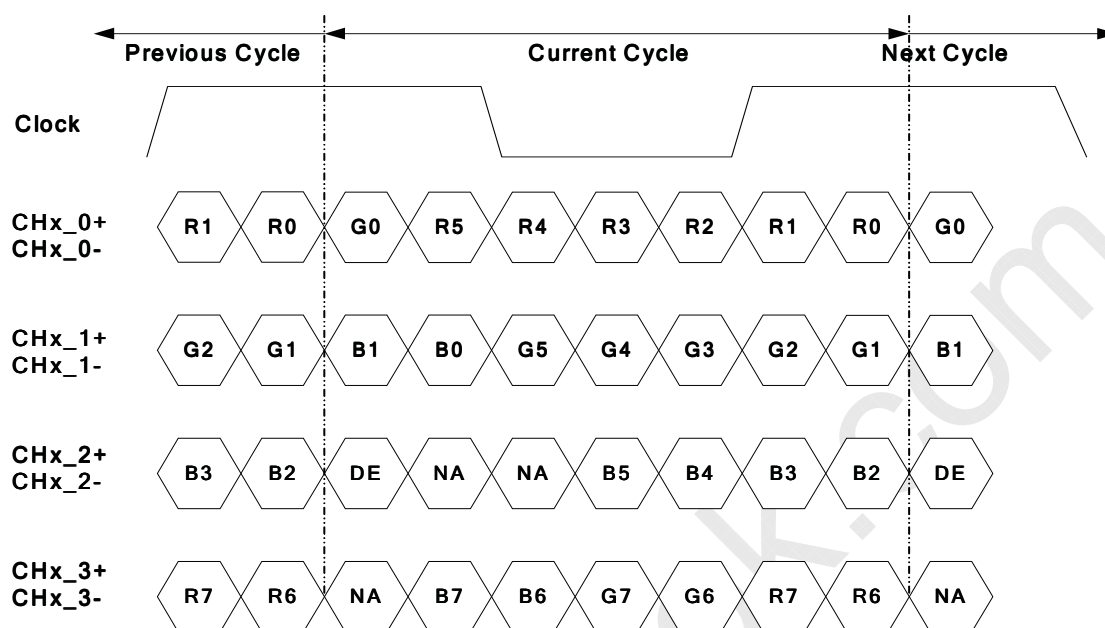 Previous Cycle Current Cycle Next Cycle
Clock
CHx_0+
CHx_0-
R1 R0 G0 R5 R4 R3 R2 R1 R0 G0
CHx_1+
CHx_1-
G2 G1 B1 B0 G5 G4 G3 G2 G1 B1
CHx_2+
CHx_2-
B3 B2 DE NA NA B5 B4 B3 B2 DE
CHx_3+
CHx_3-
R7 R6 NA B7 B6 G7 G6 R7 R6 NA
k.com